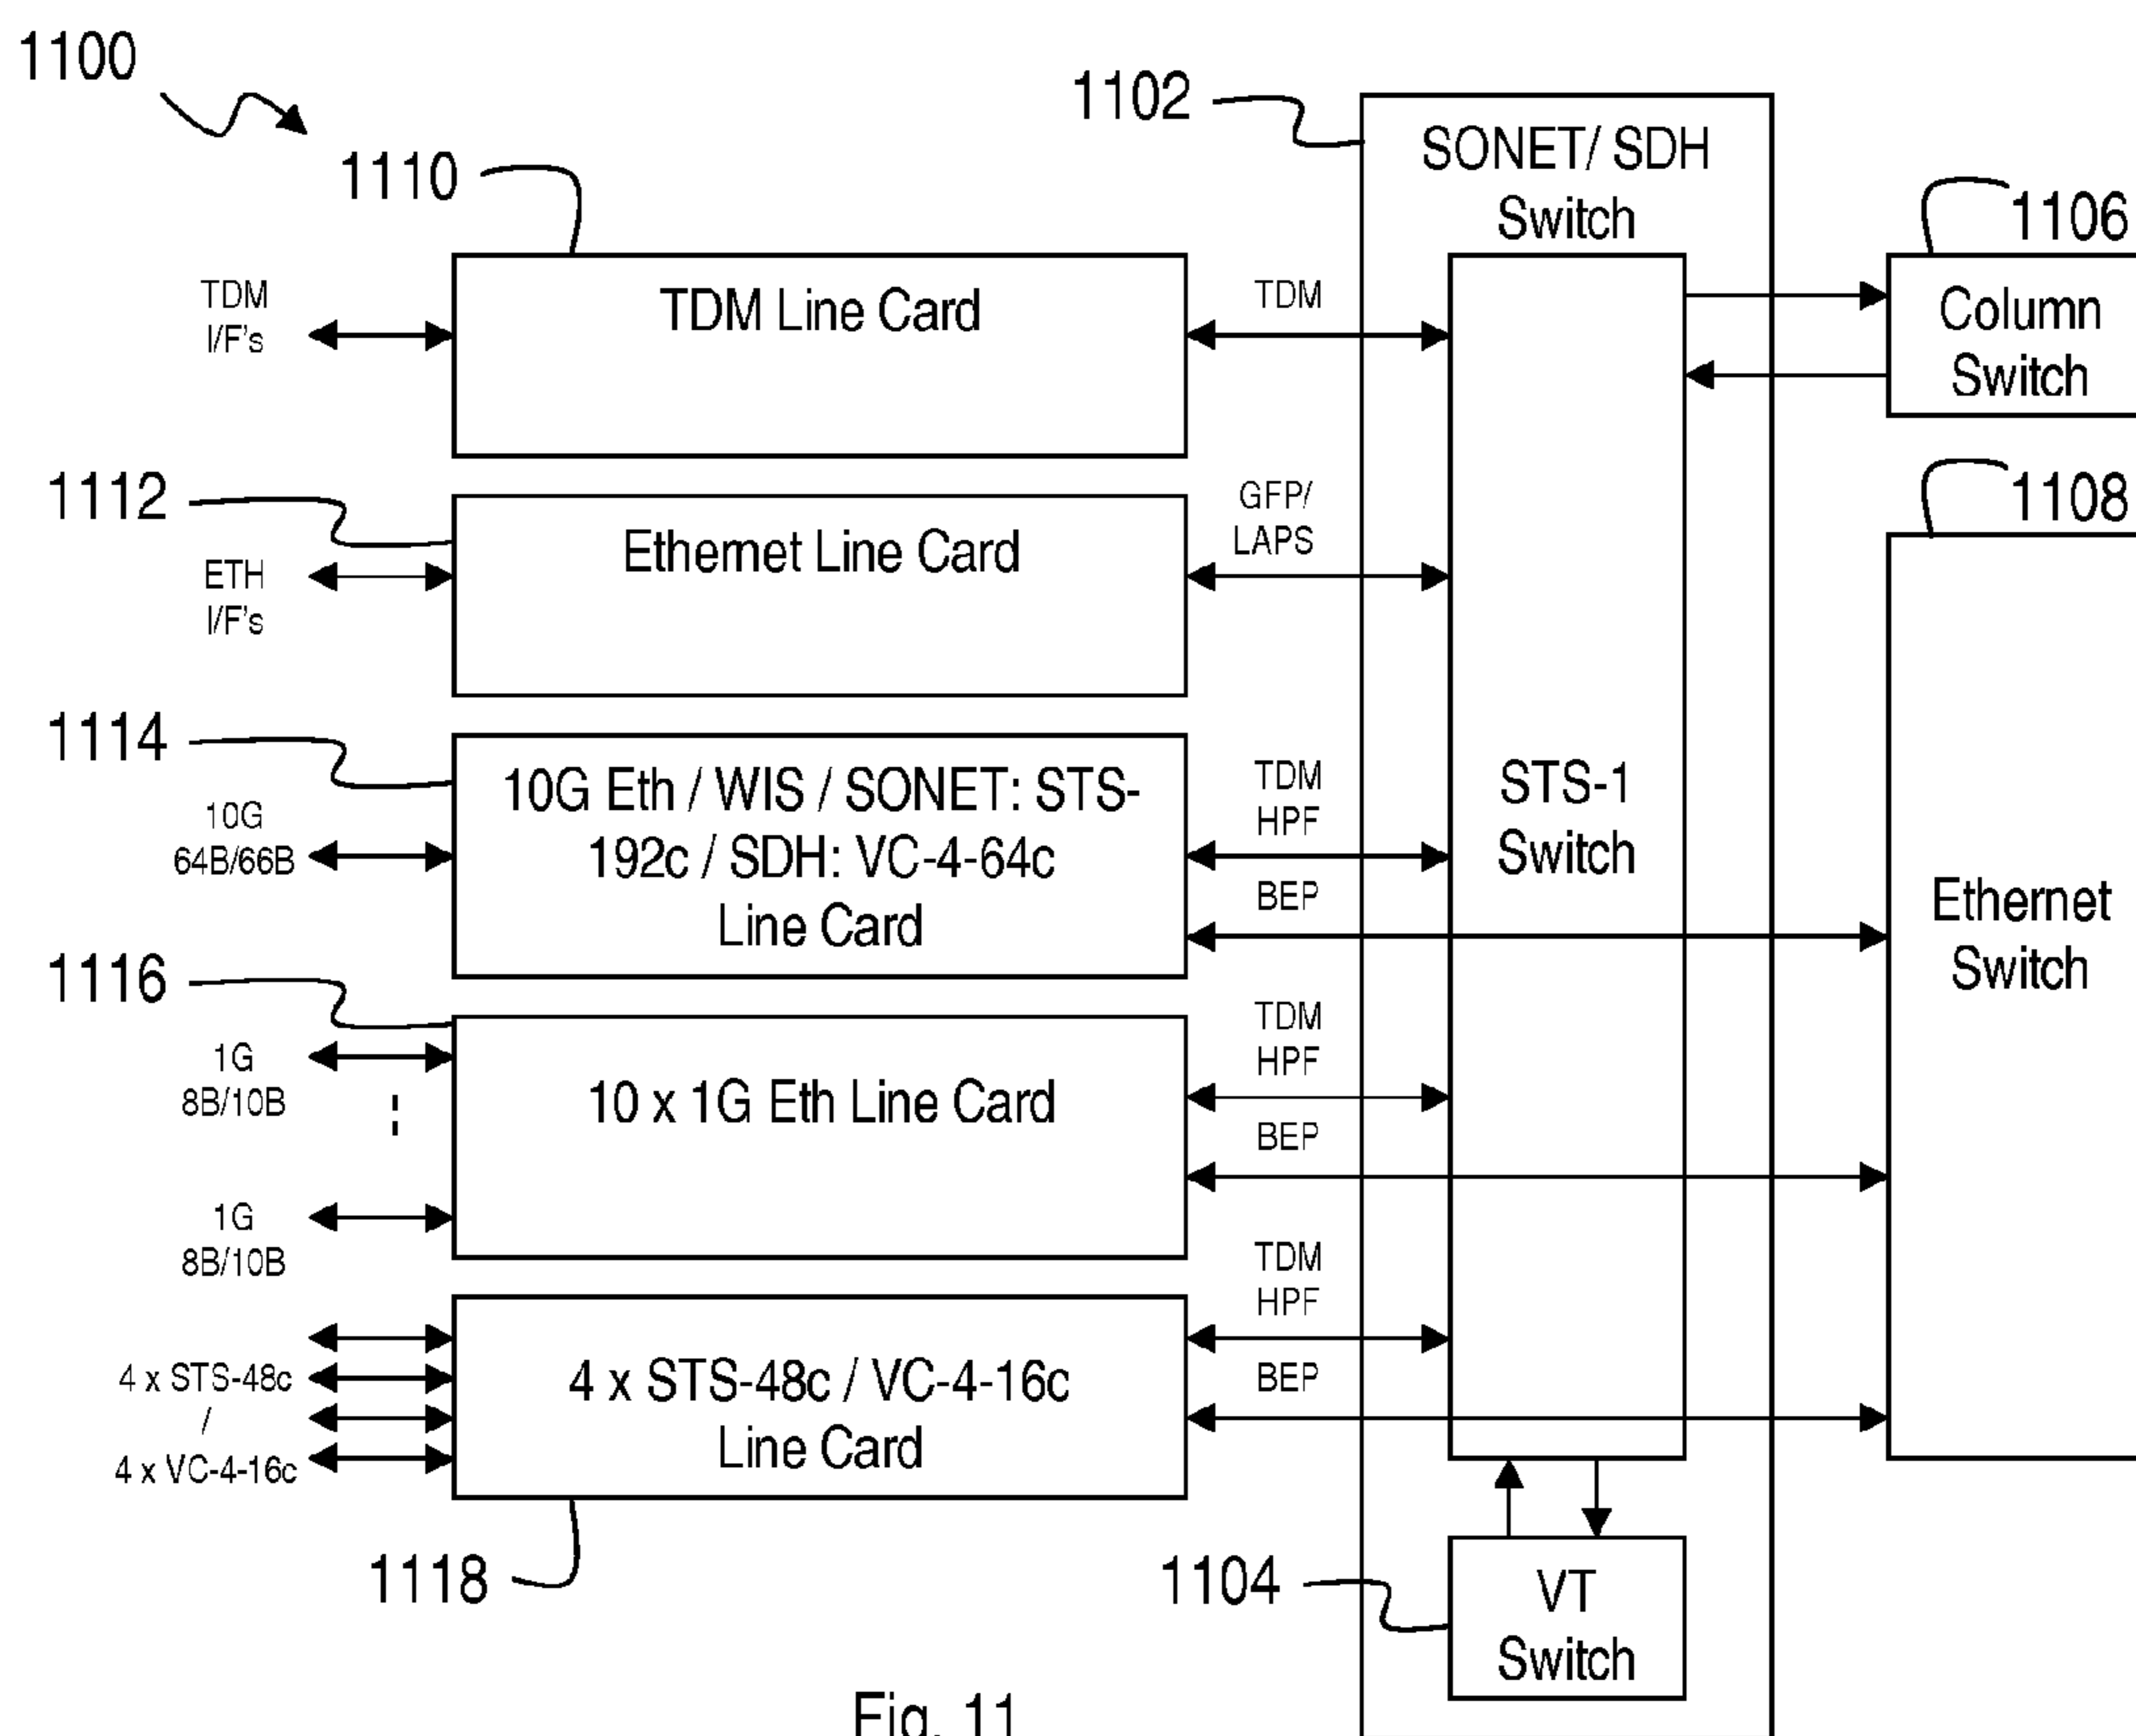 1100
1102
SONET/ SDH
Switch
1110
1106
TDM
I/F's
TDM Line Card
TDM
Column
Switch
1112
ETH
I/F's
Ethernet Line Card
GFP/
LAPS
1108
1114
10G
64B/66B
10G Eth / WIS / SONET: STS-
192c / SDH: VC-4-64c
Line Card
TDM
HPF
BEP
STS-1
Switch
Ethernet
Switch
1116
1G
8B/10B
1G
8B/10B
10 x 1G Eth Line Card
TDM
HPF
BEP
4 x STS-48c
/
4 x VC-4-16c
4 x STS-48c / VC-4-16c
Line Card
TDM
HPF
BEP
1118
1104
VT
Switch
Fig. 11